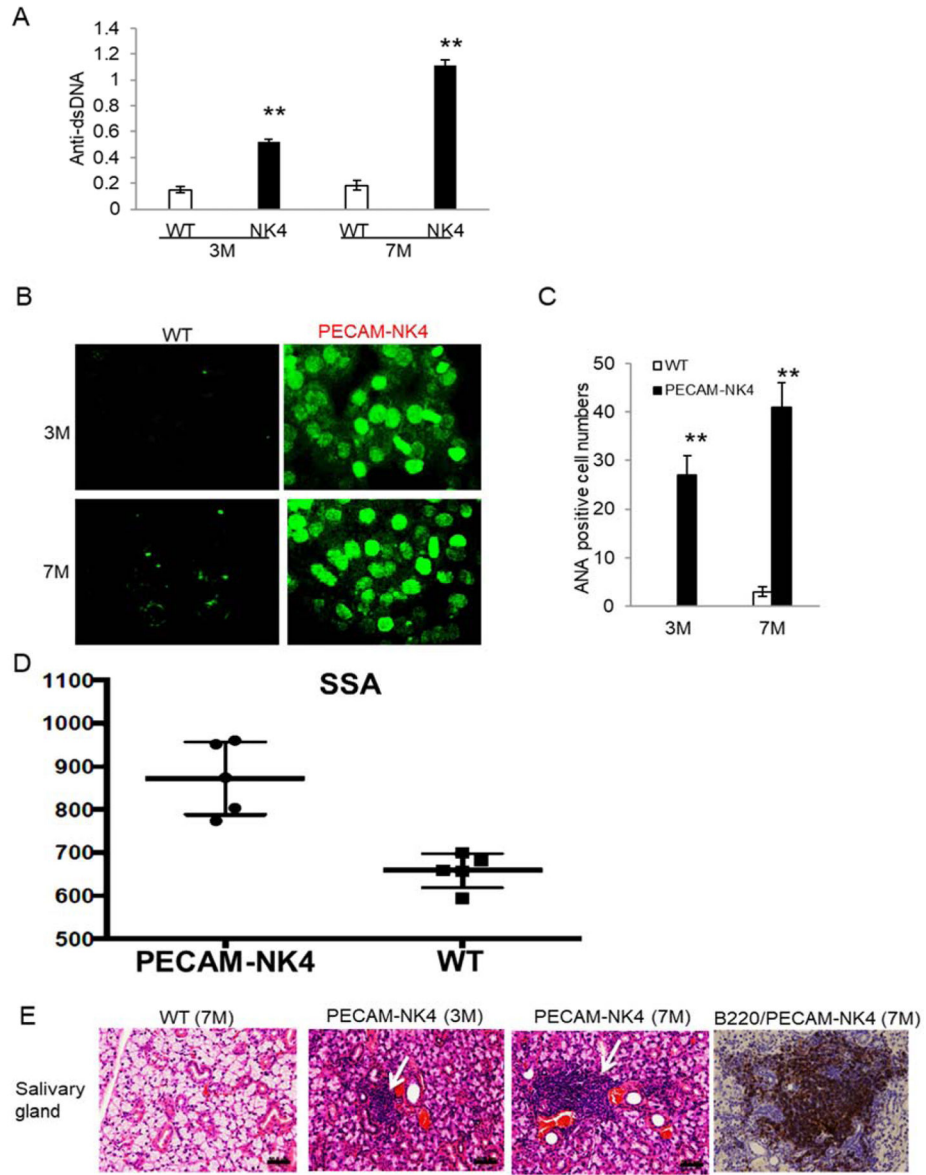 A
1.4
1.2
1
0.8
0.6
0.4
0.2
0
Anti-dsDNA
**
**
WT NK4 WT NK4
3M 7M
B
WT PECAM-NK4
3M
7M
C
50
40
30
20
10
0
ANA positive cell numbers
WT
PECAM-NK4
**
**
3M 7M
D
SSA
1100
1000
900
800
700
600
500
PECAM-NK4 WT
E
WT (7M) PECAM-NK4 (3M) PECAM-NK4 (7M) B220/PECAM-NK4 (7M)
Salivary
gland